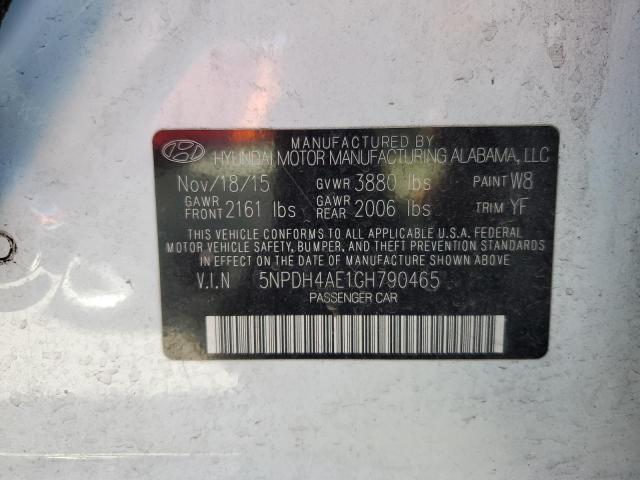 MANUFACTURED BY
HYUNDAI MOTOR MANUFACTURING ALABAMA, LLC
Nov/18/15 GVWR 3880 lbs PAINT W8
GAWR FRONT 2161 lbs GAWR REAR 2006 lbs TRIM YF
THIS VEHICLE CONFORMS TO ALL APPLICABLE U.S.A. FEDERAL
MOTOR VEHICLE SAFETY, BUMPER, AND THEFT PREVENTION STANDARDS
IN EFFECT ON THE DATE OF MANUFACTURE SHOWN ABOVE.
V.I.N 5NPDH4AE1GH790465
PASSENGER CAR